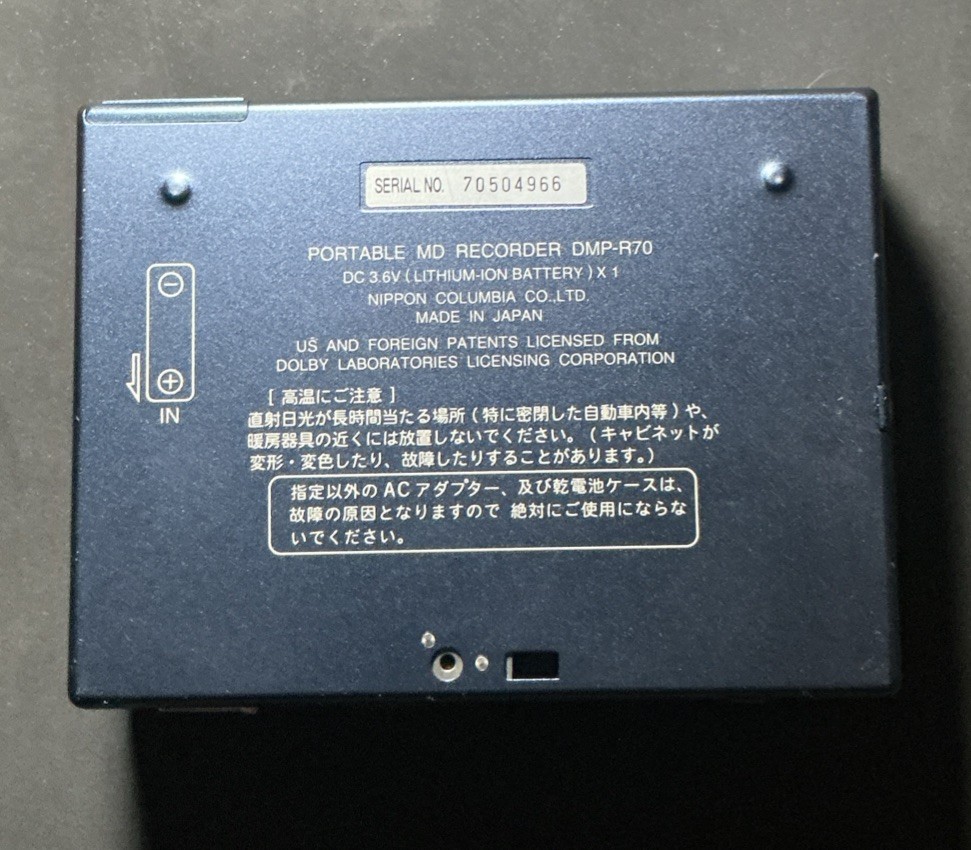 SERIAL NO. 70504966
PORTABLE MD RECORDER DMP-R70
DC 3.6V (LITHIUM-ION BATTERY) X 1
NIPPON COLUMBIA CO.,LTD.
MADE IN JAPAN
US AND FOREIGN PATENTS LICENSED FROM
DOLBY LABORATORIES LICENSING CORPORATION
⊖
⊕
IN
[ 高温にご注意 ]
直射日光が長時間当たる場所 ( 特に密閉した自動車内等 ) や、
暖房器具の近くには放置しないでください。 ( キャビネットが
変形・変色したり、故障したりすることがあります。)
指定以外の AC アダプター、及び乾電池ケースは、
故障の原因となりますので 絶対にご使用にならな
いでください。